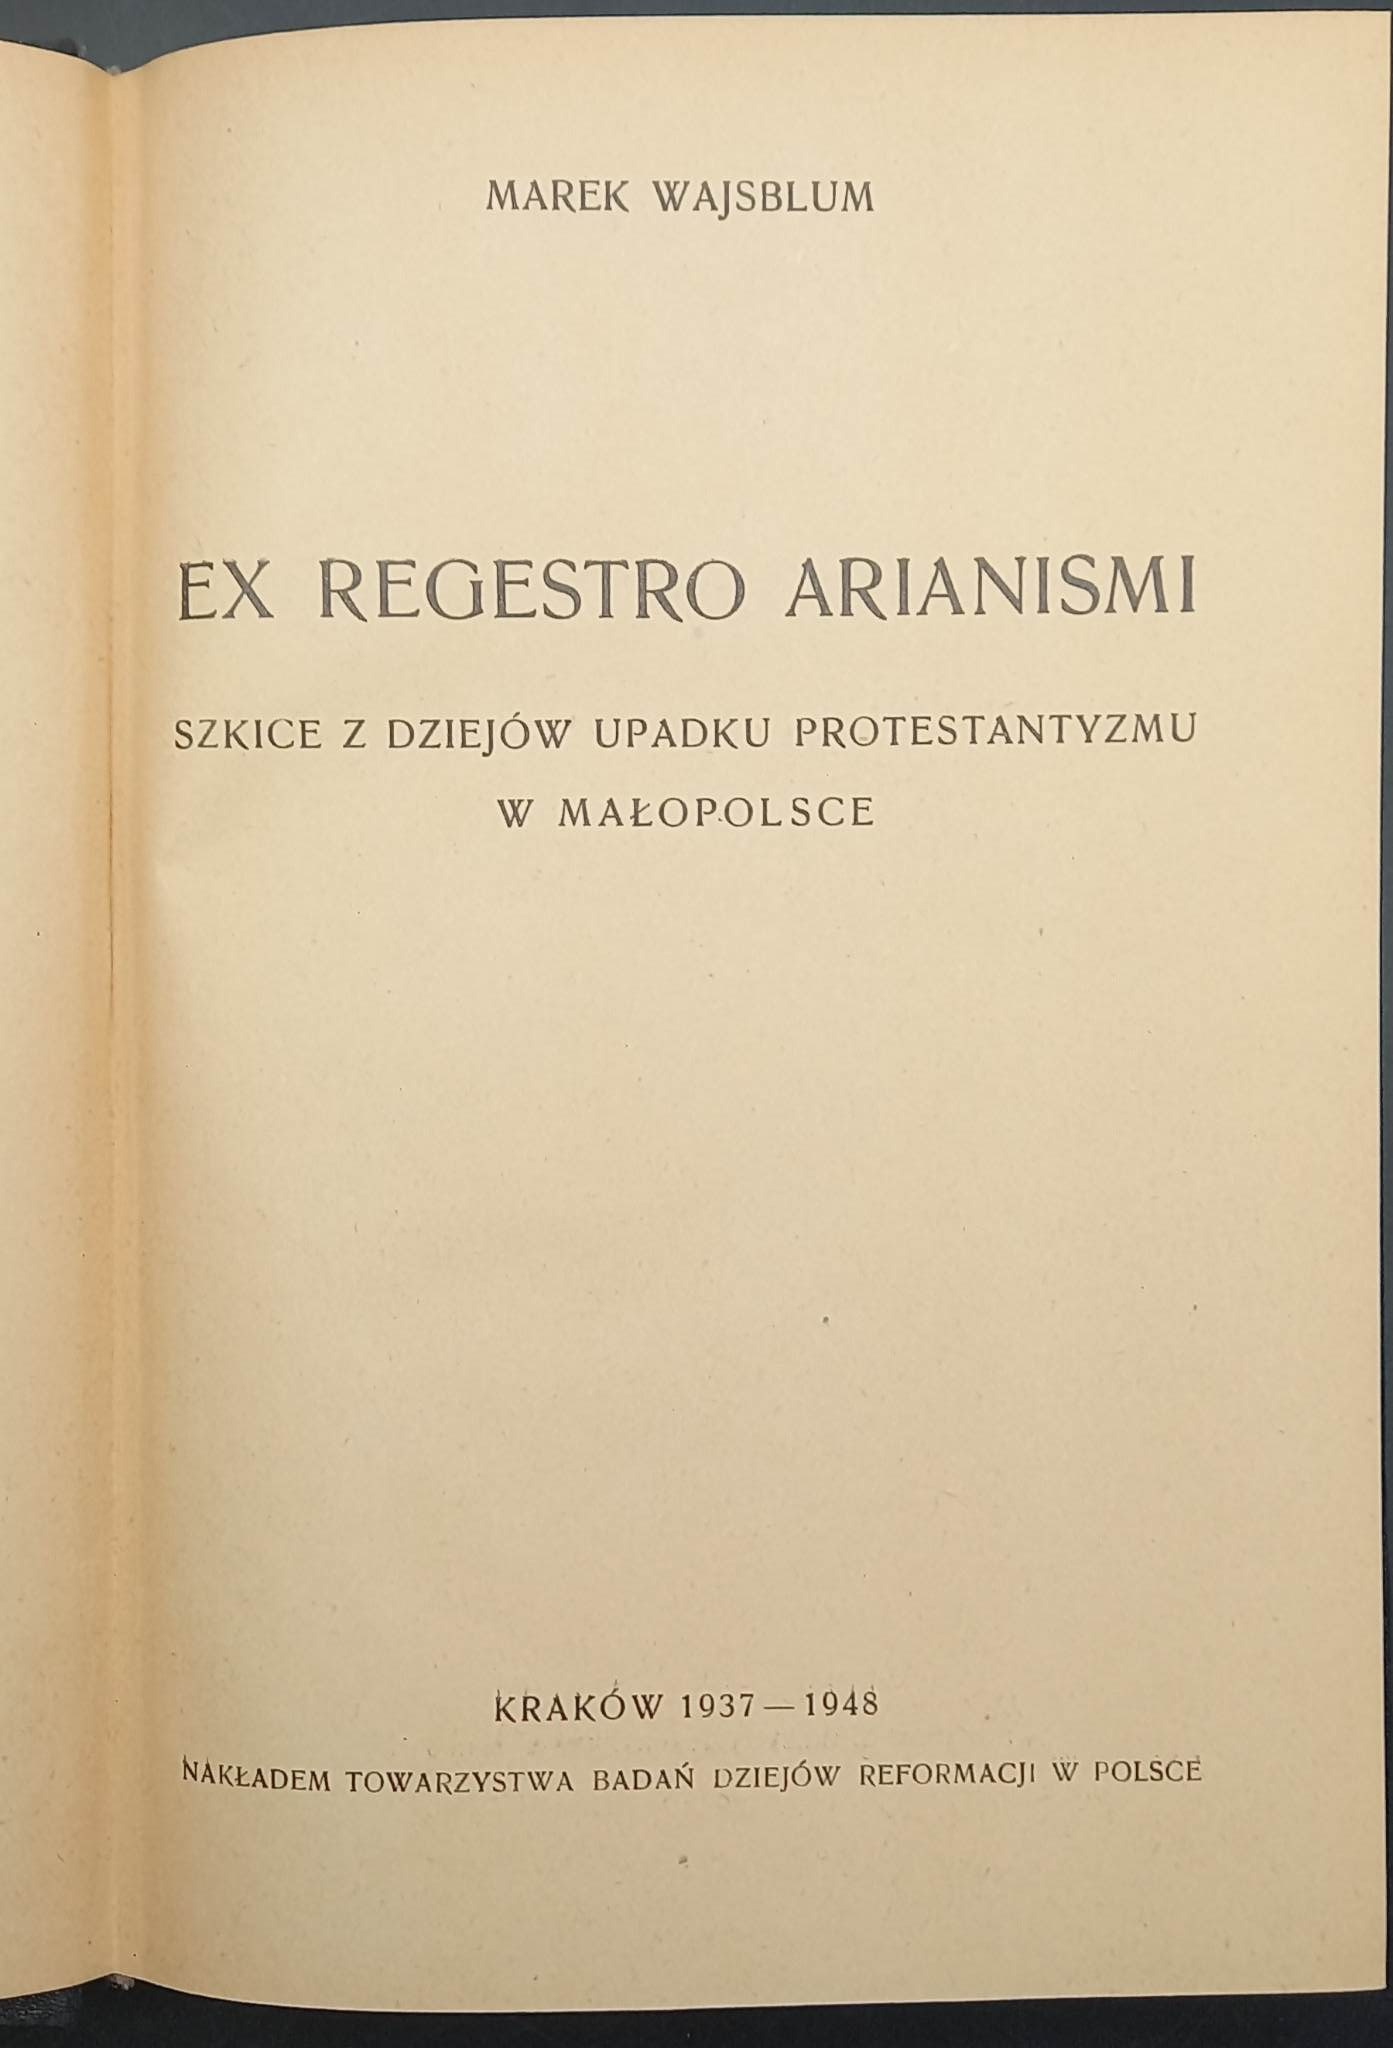 MAREK WAJSBLUM
EX REGESTRO ARIANISMI
SZKICE Z DZIEJÓW UPADKU PROTESTANTYZMU
W MAŁOPOLSCE
KRAKÓW 1937—1948
NAKŁADEM TOWARZYSTWA BADAŃ DZIEJÓW REFORMACJI W POLSCE